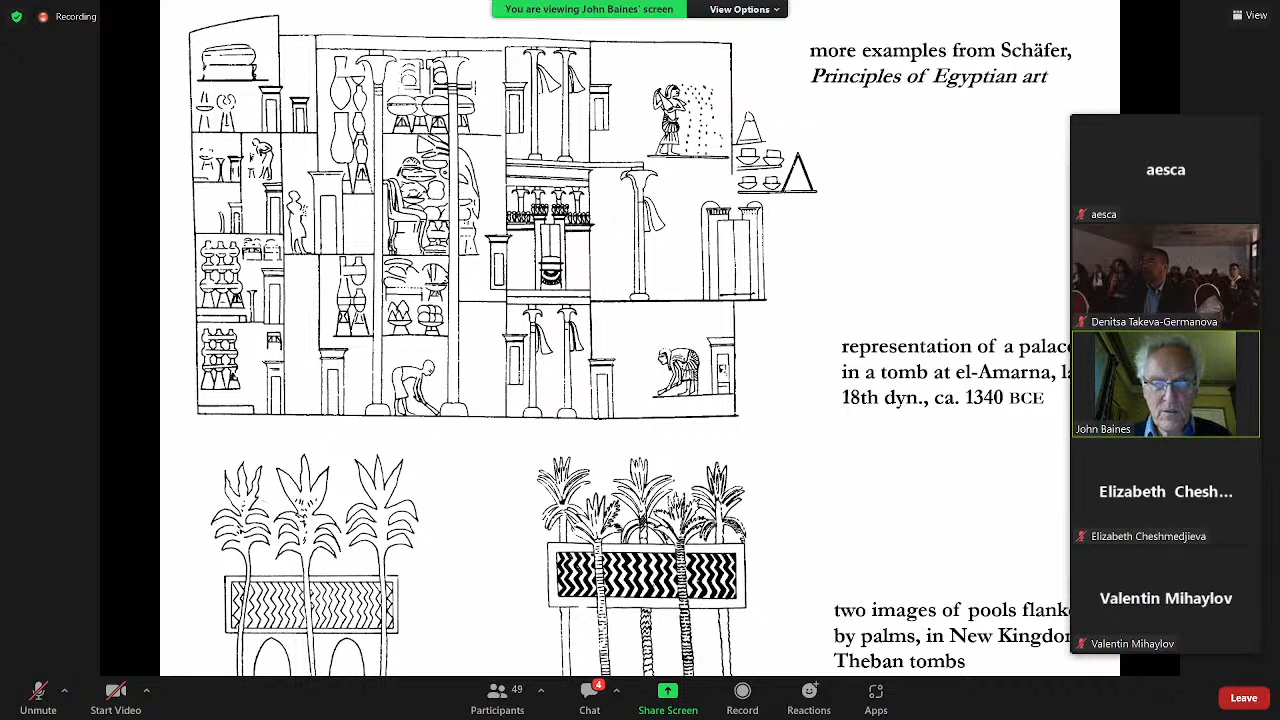 Recording
You are viewing John Baines' screen
View Options
View
more examples from Schäfer,
Principles of Egyptian art
representation of a palace
in a tomb at el-Amarna,
18th dyn., ca. 1340 BCE
two images of pools
by palms, in New
Theban tombs
aesca
aesca
Denitsa Takeva-Germanova
John Baines
Elizabeth Chesh...
Elizabeth Cheshmedjieva
Valentin Mihaylov
Valentin Mihaylov
Unmute
Start Video
49
Participants
4
Chat
Share Screen
Record
Reactions
Apps
Leave